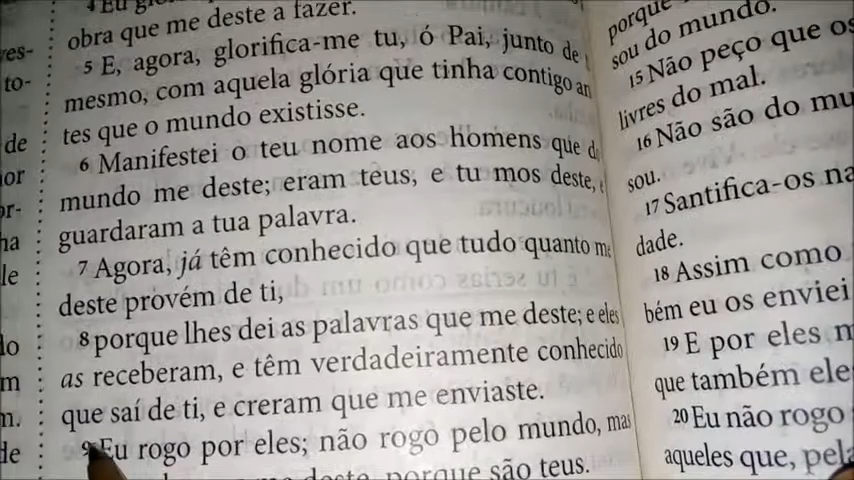 4 Eu
obra que me deste a fazer.
5 E, agora, glorifica-me tu, ó Pai, junto de
mesmo, com aquela glória que tinha contigo an
tes que o mundo existisse.
6 Manifestei o teu nome aos homens que d
mundo me deste; eram teus, e tu mos deste,
guardaram a tua palavra.
7 Agora, já têm conhecido que tudo quanto me
deste provém de ti,
8 porque lhes dei as palavras que me deste; e eles
as receberam, e têm verdadeiramente conhecido
que saí de ti, e creram que me enviaste.
9 Eu rogo por eles; não rogo pelo mundo, mas
porque são teus.
porque
sou do mundo.
15 Não peço que os
livres do mal.
16 Não são do mu
sou.
17 Santifica-os na
dade.
18 Assim como
bém eu os enviei
19 E por eles m
que também ele
20 Eu não rogo
aqueles que, pela